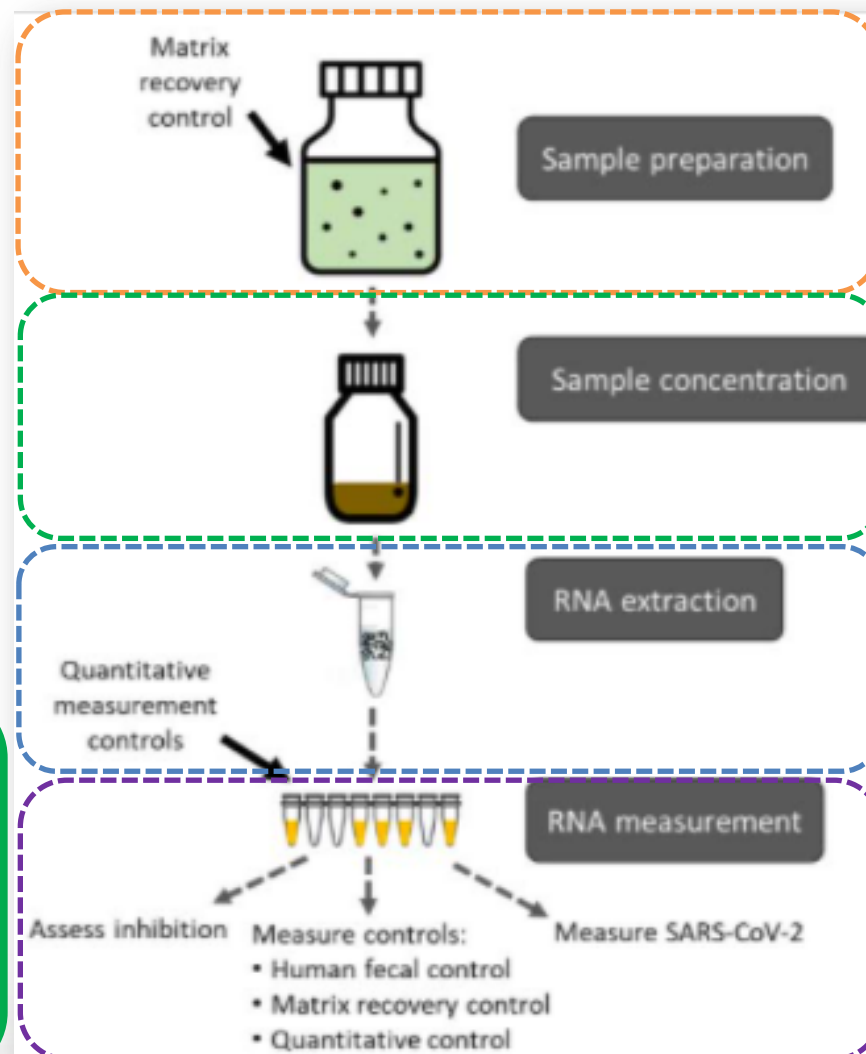 Matrix
recovery
control
Sample preparation
Sample concentration
RNA extraction
Quantitative
measurement
controls
RNA measurement
Assess inhibition
Measure controls:
• Human fecal control
• Matrix recovery control
• Quantitative control
Measure SARS-CoV-2